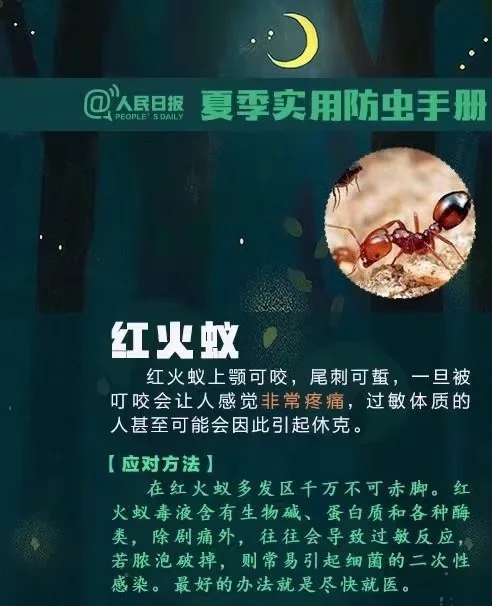 @人民日报 夏季实用防虫手册
PEOPLE'S DAILY
红火蚁
红火蚁上颚可咬，尾刺可蜇，一旦被
叮咬会让人感觉非常疼痛，过敏体质的
人甚至可能会因此引起休克。
【应对方法】
在红火蚁多发区千万不可赤脚。红
火蚁毒液含有生物碱、蛋白质和各种酶
类，除剧痛外，往往会导致过敏反应，
若脓泡破掉，则常易引起细菌的二次性
感染。最好的办法就是尽快就医。